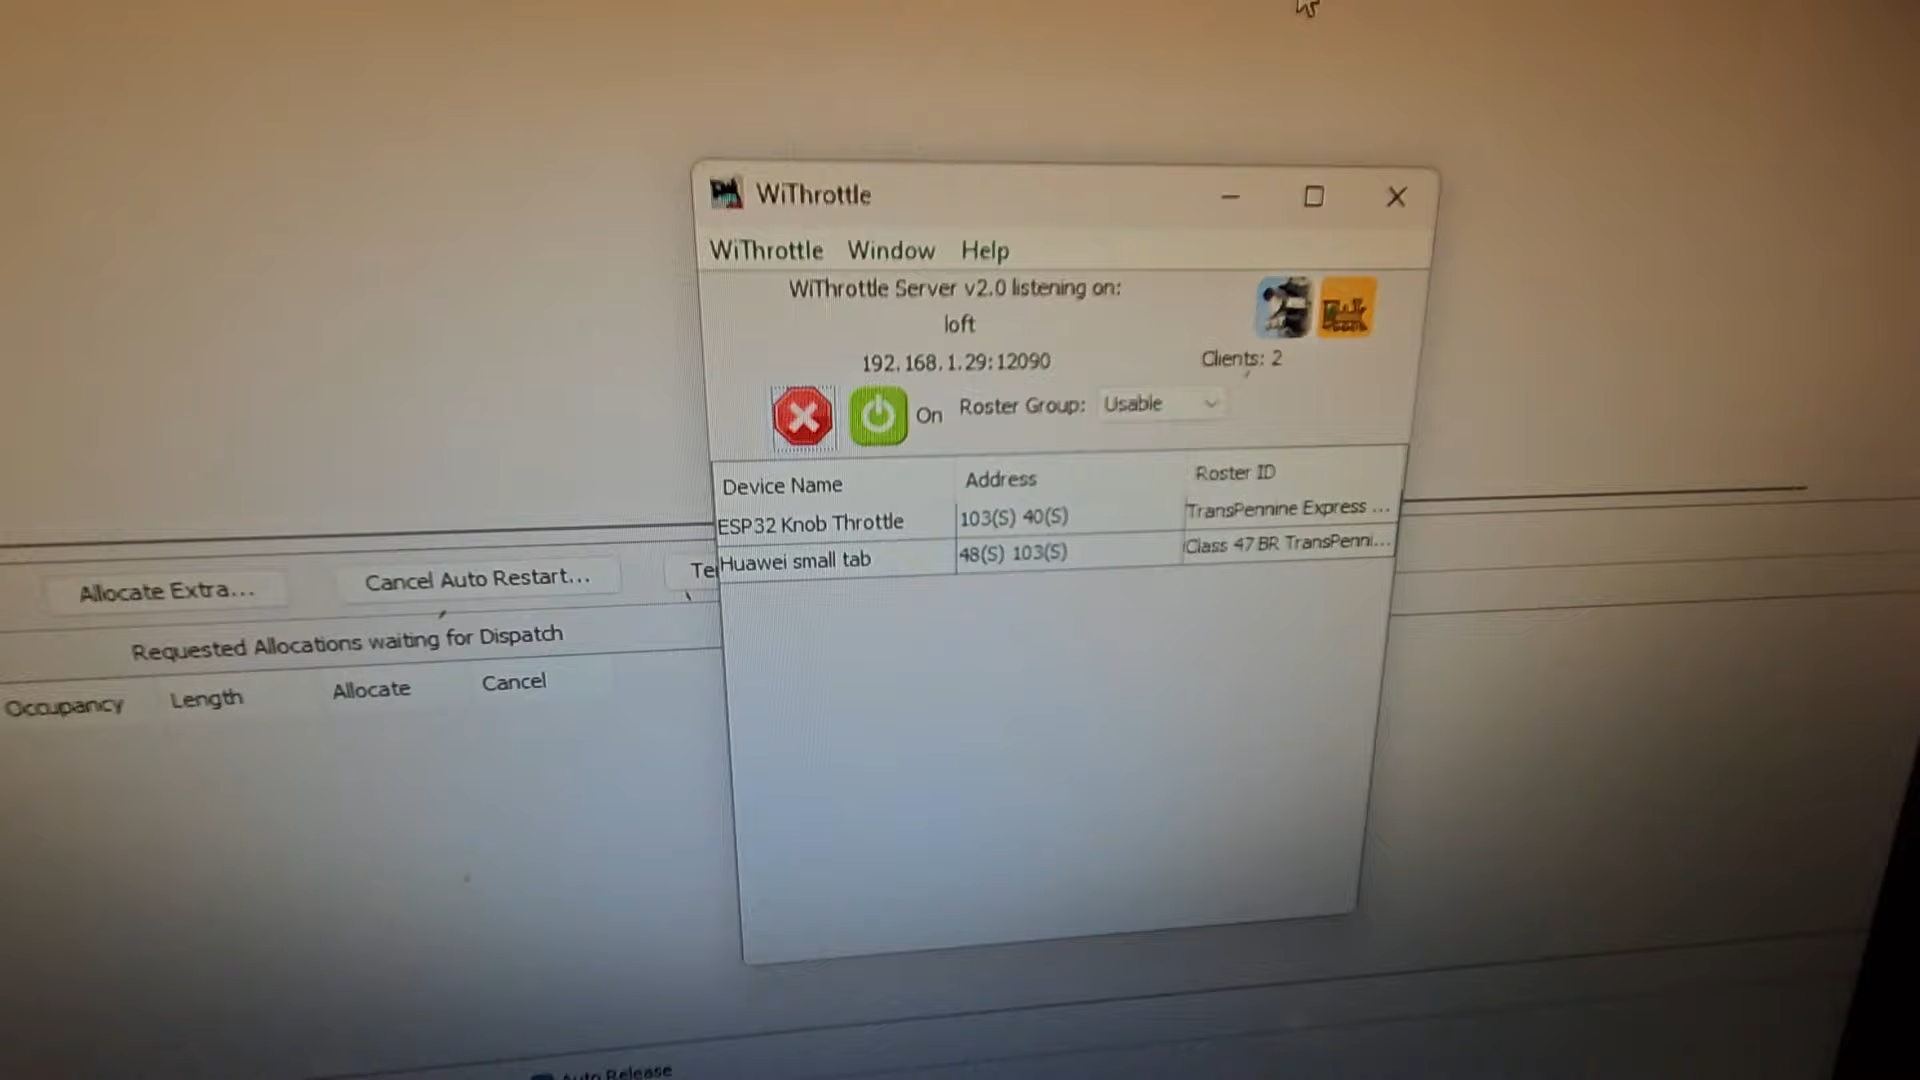 WiThrottle
WiThrottle Window Help
WiThrottle Server v2.0 listening on:
loft
192.168.1.29:12090
Clients: 2
On Roster Group: Usable
Device Name Address Roster ID
ESP32 Knob Throttle 103(S) 40(S) TransPennine Express ...
Huawei small tab 48(S) 103(S) Class 47 BR TransPenni...
Allocate Extra... Cancel Auto Restart... Te
Requested Allocations waiting for Dispatch
Occupancy Length Allocate Cancel
Auto Release